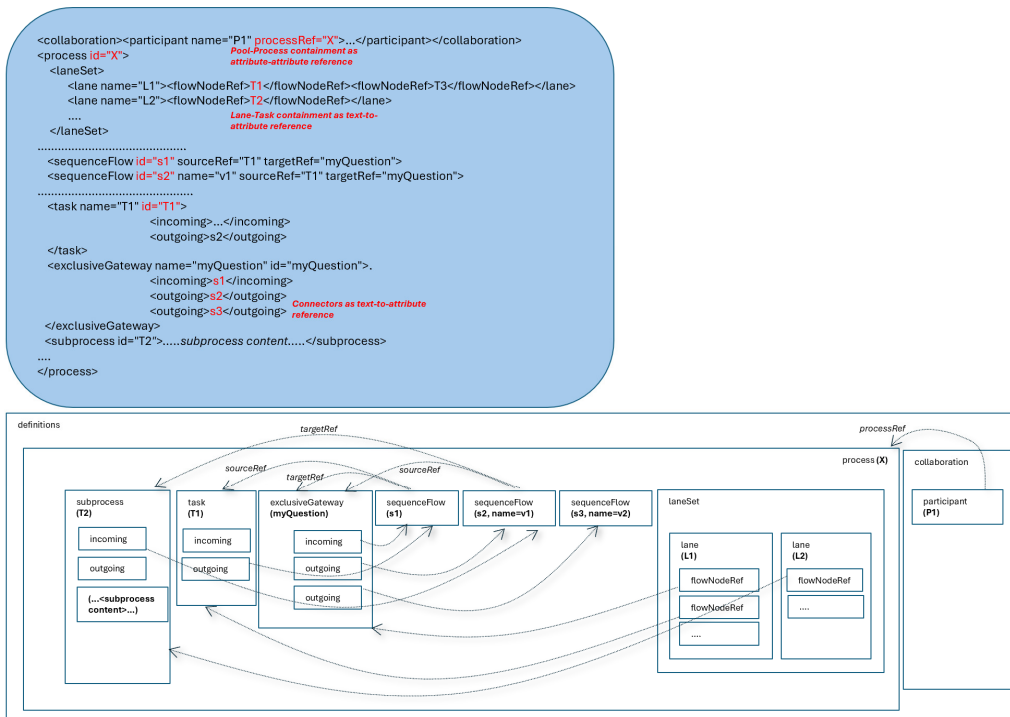 <collaboration><participant name="P1" processRef="X">...</participant></collaboration>
<process id="X">
Pool-Process containment as
attribute-attribute reference
<laneSet>
<lane name="L1"><flowNodeRef>T1</flowNodeRef><flowNodeRef>T3</flowNodeRef></lane>
<lane name="L2"><flowNodeRef>T2</flowNodeRef></lane>
....
Lane-Task containment as text-to-
attribute reference
</laneSet>
............................................
<sequenceFlow id="s1" sourceRef="T1" targetRef="myQuestion">
<sequenceFlow id="s2" name="v1" sourceRef="T1" targetRef="myQuestion">
..............................................
<task name="T1" id="T1">
<incoming>...</incoming>
<outgoing>s2</outgoing>
</task>
<exclusiveGateway name="myQuestion" id="myQuestion">.
<incoming>s1</incoming>
<outgoing>s2</outgoing>
<outgoing>s3</outgoing>
Connectors as text-to-attribute
reference
</exclusiveGateway>
<subprocess id="T2">.....subprocess content.....</subprocess>
....
</process>
definitions
targetRef
processRef
sourceRef
targetRef
sourceRef
process (X)
collaboration
subprocess
(T2)
incoming
outgoing
(...<subprocess
content>...)
task
(T1)
incoming
outgoing
exclusiveGateway
(myQuestion)
incoming
outgoing
outgoing
sequenceFlow
(s1)
sequenceFlow
(s2, name=v1)
sequenceFlow
(s3, name=v2)
laneSet
lane
(L1)
flowNodeRef
flowNodeRef
....
lane
(L2)
flowNodeRef
....
participant
(P1)